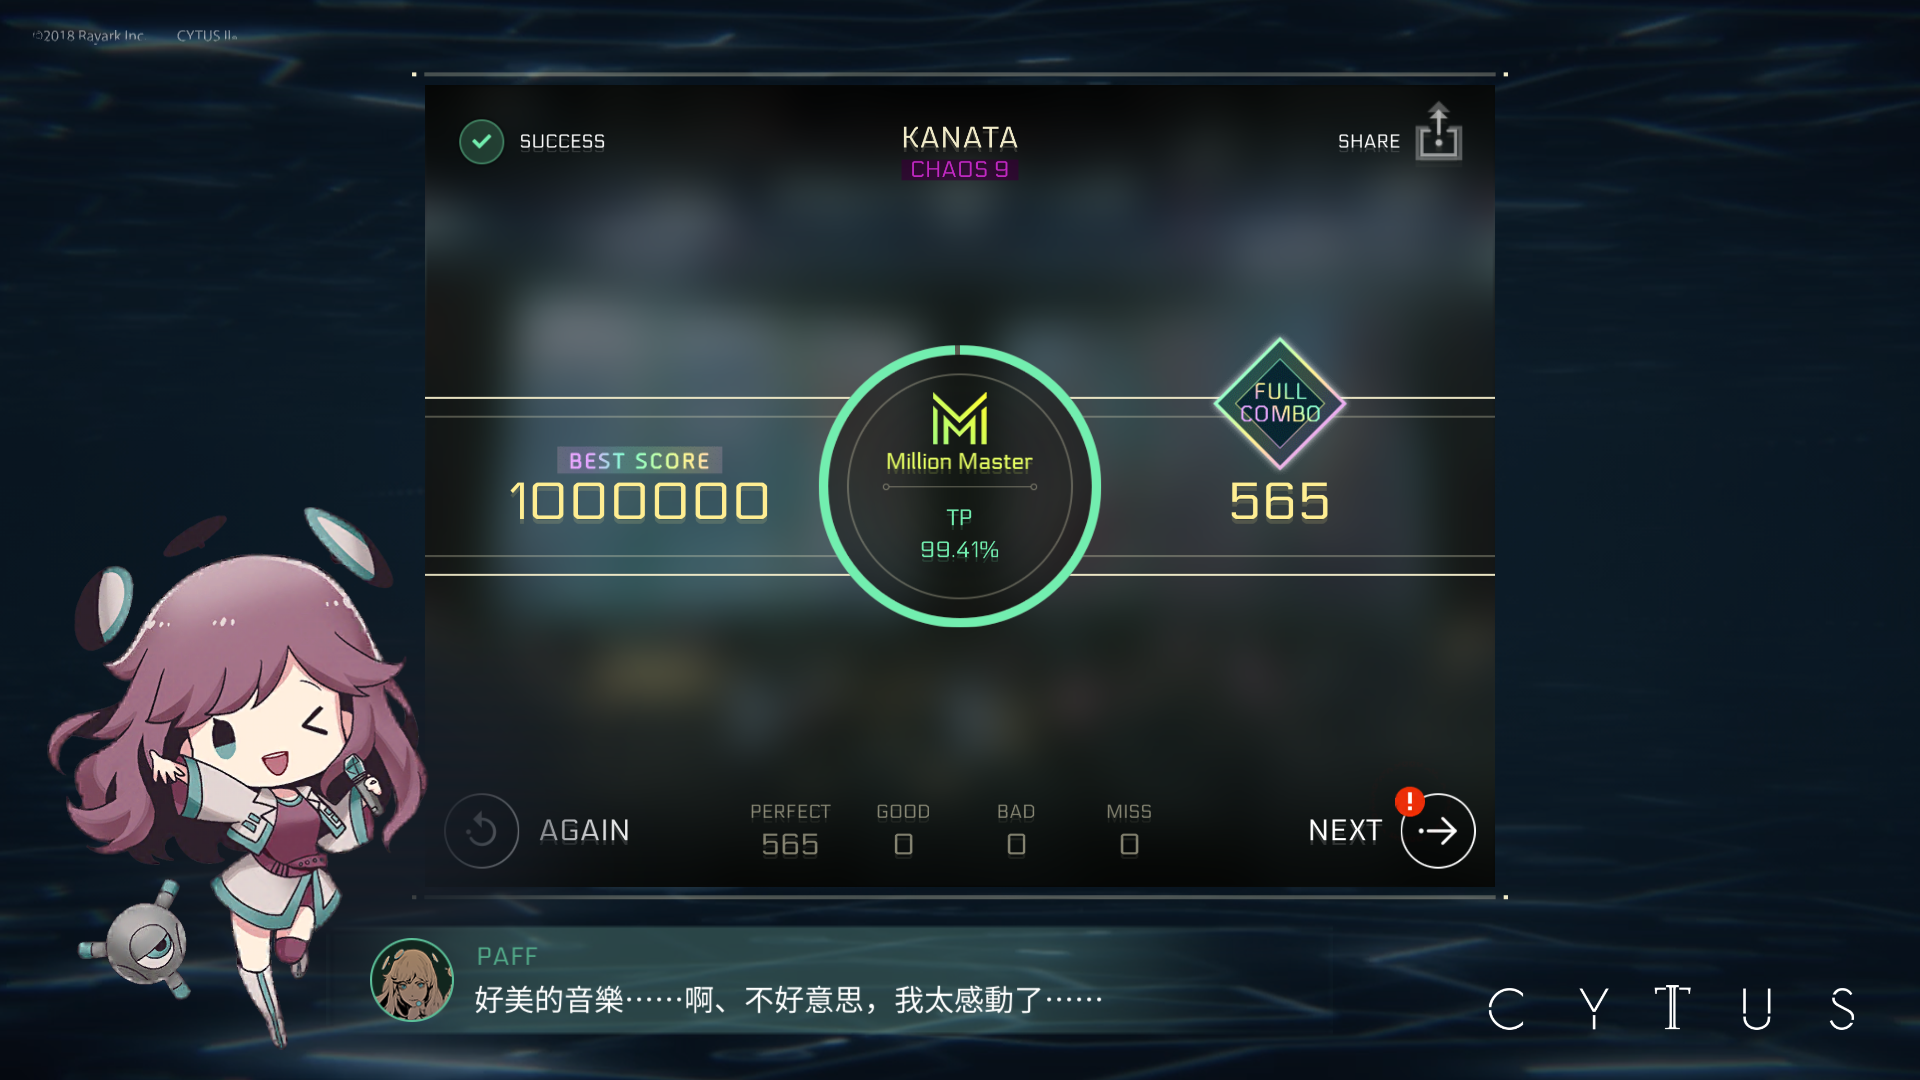 ©2018 Rayark Inc. CYTUS II
SUCCESS
KANATA
CHAOS 9
SHARE
BEST SCORE
1000000
Million Master
TP
99.41%
FULL
COMBO
565
AGAIN
PERFECT
565
GOOD
0
BAD
0
MISS
0
NEXT
!
PAFF
好美的音樂……啊、不好意思，我太感動了……
CYTUS